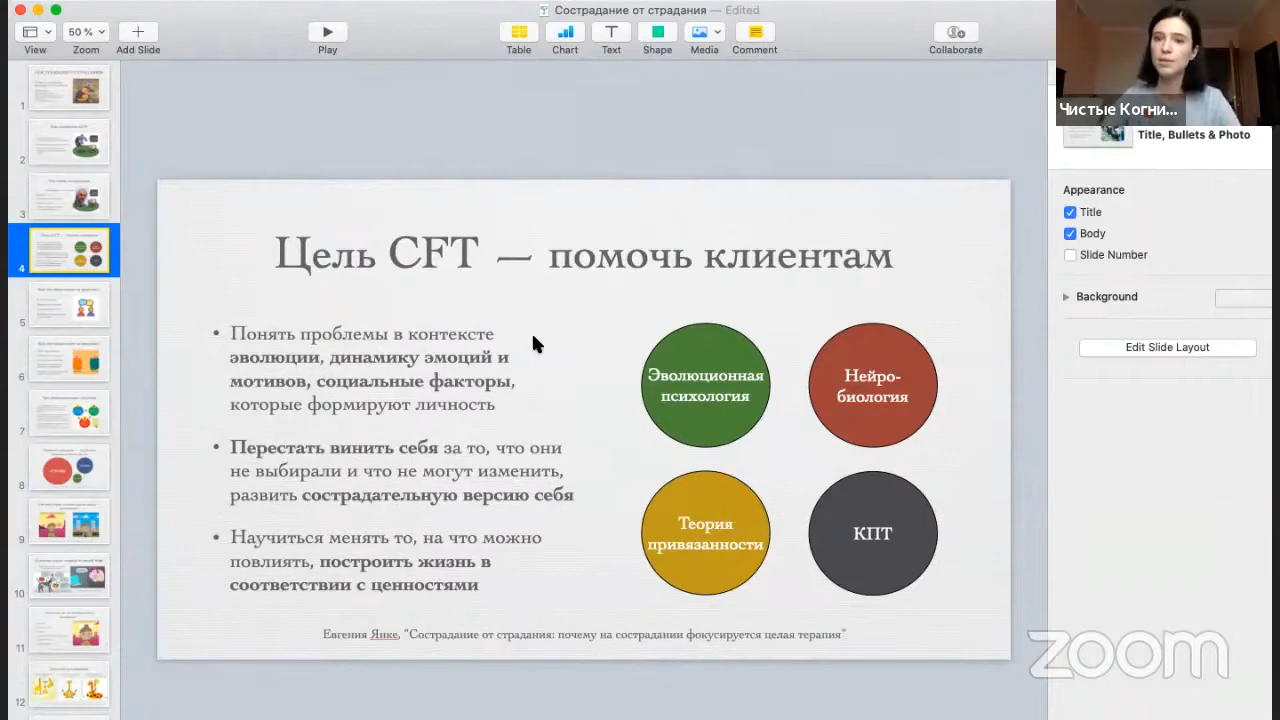 Сострадание от страдания — Edited
50 %
View
Zoom
Add Slide
Play
Table
Chart
Text
Shape
Media
Comment
Collaborate
Чистые Когни...
Title, Bullets & Photo
Appearance
Title
Body
Slide Number
Background
Edit Slide Layout
1
2
3
4
5
6
7
8
9
10
11
12
Цель CFT — помочь клиентам
• Понять проблемы в контексте
эволюции, динамику эмоций и
мотивов, социальные факторы,
которые формируют личность
• Перестать винить себя за то, что они
не выбирали и что не могут изменить,
развить сострадательную версию себя
• Научиться менять то, на что можно
повлиять, построить жизнь в
соответствии с ценностями
Эволюционная
психология
Нейро-
биология
Теория
привязанности
КПТ
Евгения Янке, "Сострадание от страдания: почему на сострадании фокусируется целая терапия"
zoom